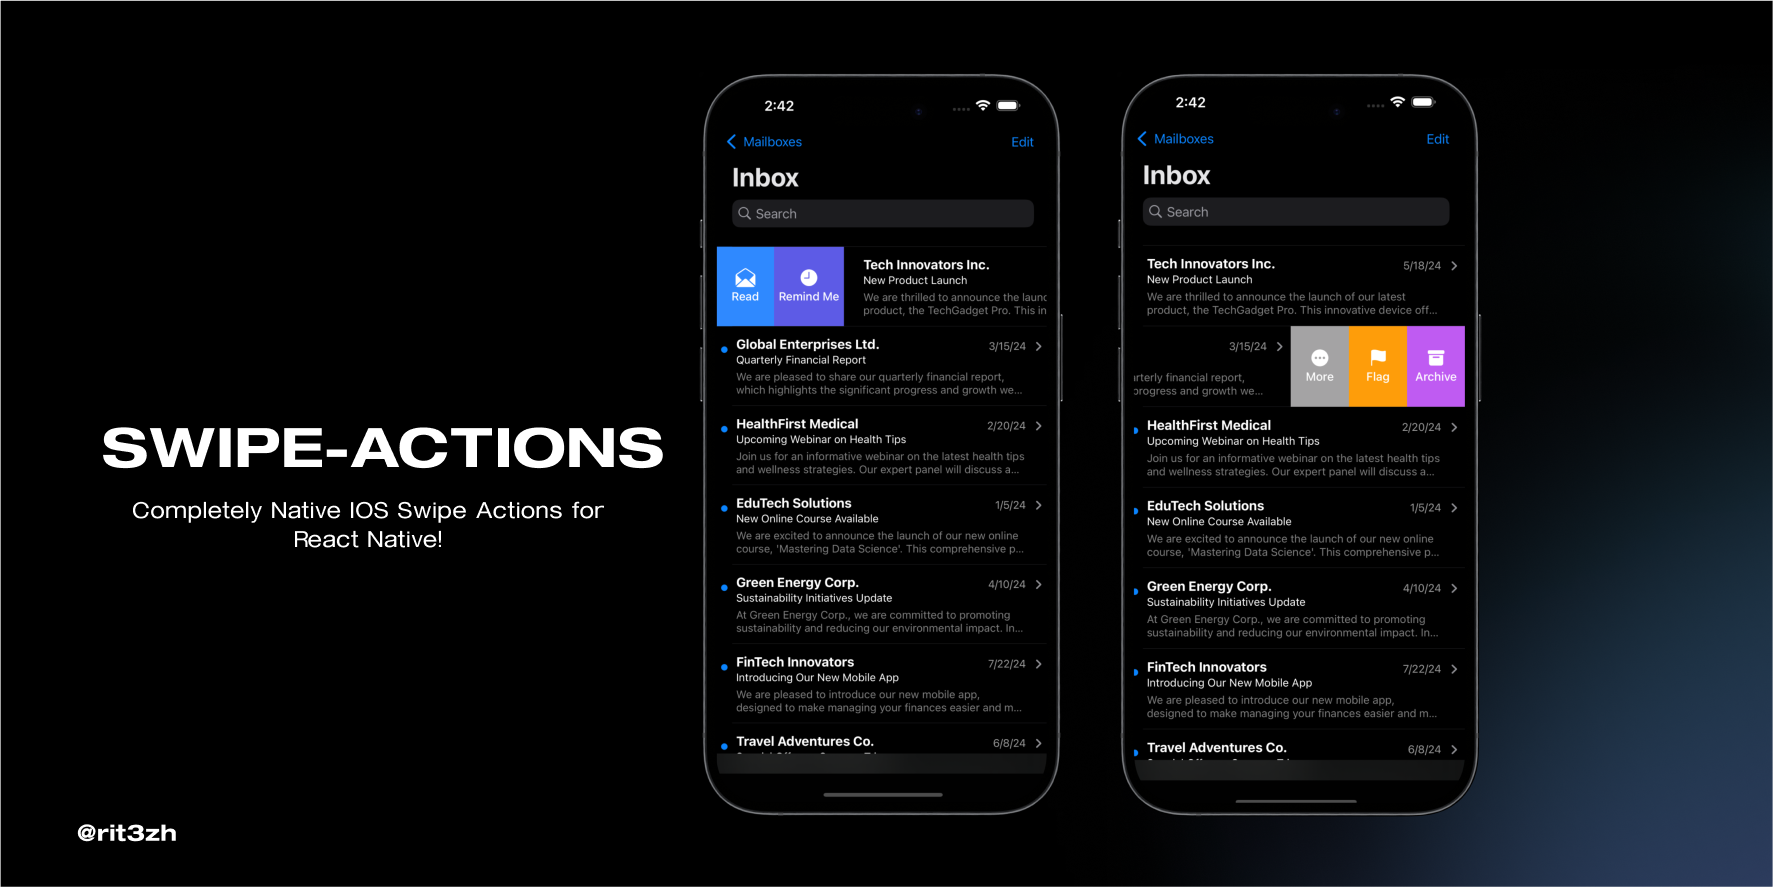 SWIPE-ACTIONS
Completely Native IOS Swipe Actions for
React Native!
@rit3zh
2:42
Mailboxes
Edit
Inbox
Search
Read
Remind Me
Tech Innovators Inc.
New Product Launch
We are thrilled to announce the launc
product, the TechGadget Pro. This in
Global Enterprises Ltd. 3/15/24
Quarterly Financial Report
We are pleased to share our quarterly financial report,
which highlights the significant progress and growth we...
HealthFirst Medical 2/20/24
Upcoming Webinar on Health Tips
Join us for an informative webinar on the latest health tips
and wellness strategies. Our expert panel will discuss a...
EduTech Solutions 1/5/24
New Online Course Available
We are excited to announce the launch of our new online
course, 'Mastering Data Science'. This comprehensive p...
Green Energy Corp. 4/10/24
Sustainability Initiatives Update
At Green Energy Corp., we are committed to promoting
sustainability and reducing our environmental impact. In...
FinTech Innovators 7/22/24
Introducing Our New Mobile App
We are pleased to introduce our new mobile app,
designed to make managing your finances easier and m...
Travel Adventures Co. 6/8/24
2:42
Mailboxes
Edit
Inbox
Search
Tech Innovators Inc. 5/18/24
New Product Launch
We are thrilled to announce the launch of our latest
product, the TechGadget Pro. This innovative device off...
3/15/24
rterly financial report,
progress and growth we...
More
Flag
Archive
HealthFirst Medical 2/20/24
Upcoming Webinar on Health Tips
Join us for an informative webinar on the latest health tips
and wellness strategies. Our expert panel will discuss a...
EduTech Solutions 1/5/24
New Online Course Available
We are excited to announce the launch of our new online
course, 'Mastering Data Science'. This comprehensive p...
Green Energy Corp. 4/10/24
Sustainability Initiatives Update
At Green Energy Corp., we are committed to promoting
sustainability and reducing our environmental impact. In...
FinTech Innovators 7/22/24
Introducing Our New Mobile App
We are pleased to introduce our new mobile app,
designed to make managing your finances easier and m...
Travel Adventures Co. 6/8/24